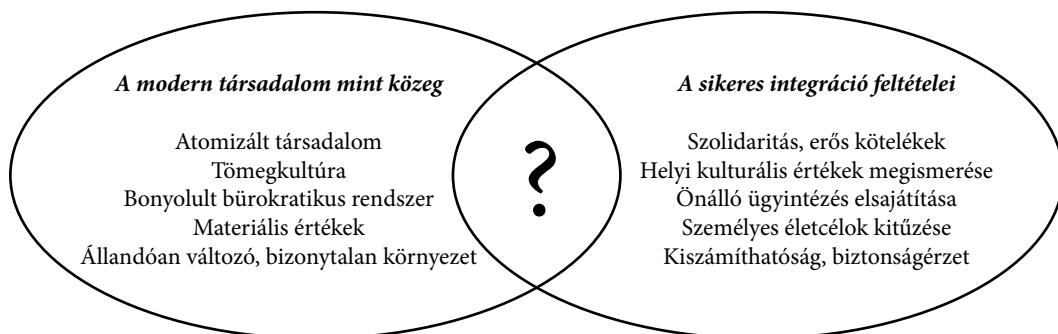 A modern társadalom mint közeg
Atomizált társadalom
Tömegkultúra
Bonyolult bürokratikus rendszer
Materiális értékek
Állandóan változó, bizonytalan környezet
?
A sikeres integráció feltételei
Szolidaritás, erős kötelékek
Helyi kulturális értékek megismerése
Önálló ügyintézés elsajátítása
Személyes életcélok kitűzése
Kiszámíthatóság, biztonságérzet